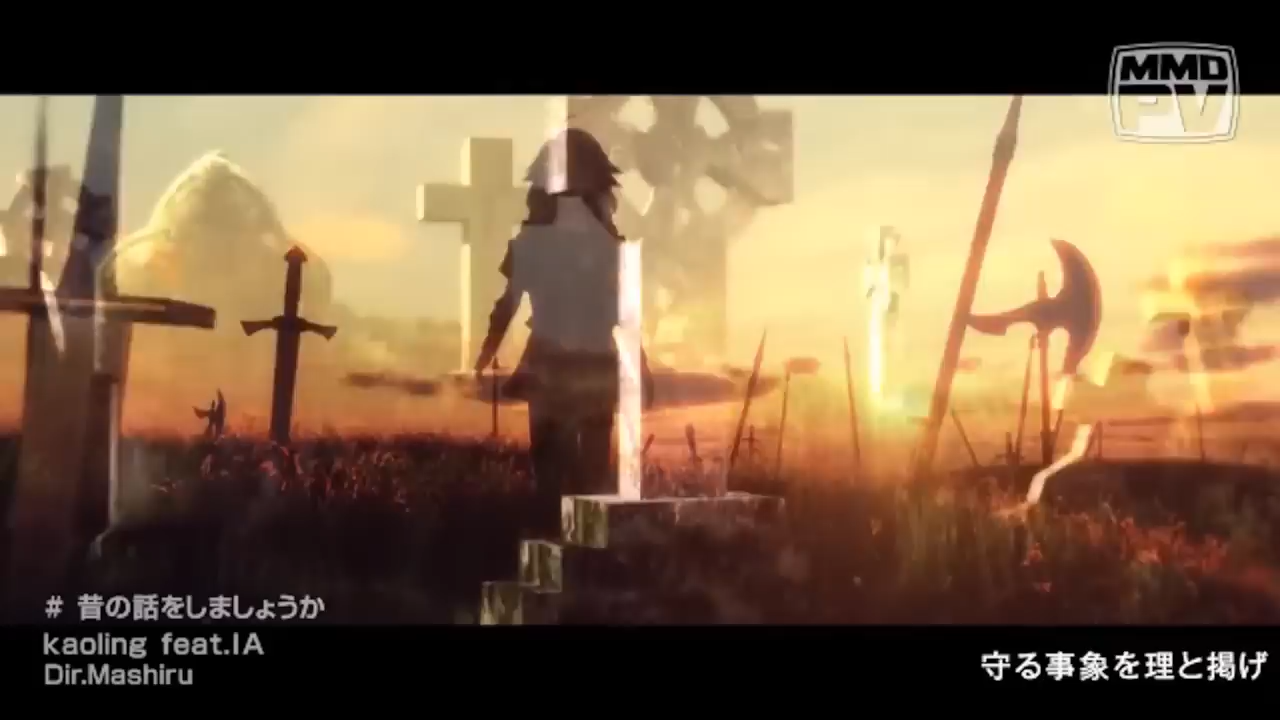 MMD
PV
# 昔の話をしましょうか
kaoling feat.IA
Dir.Mashiru
守る事象を理と掲げ